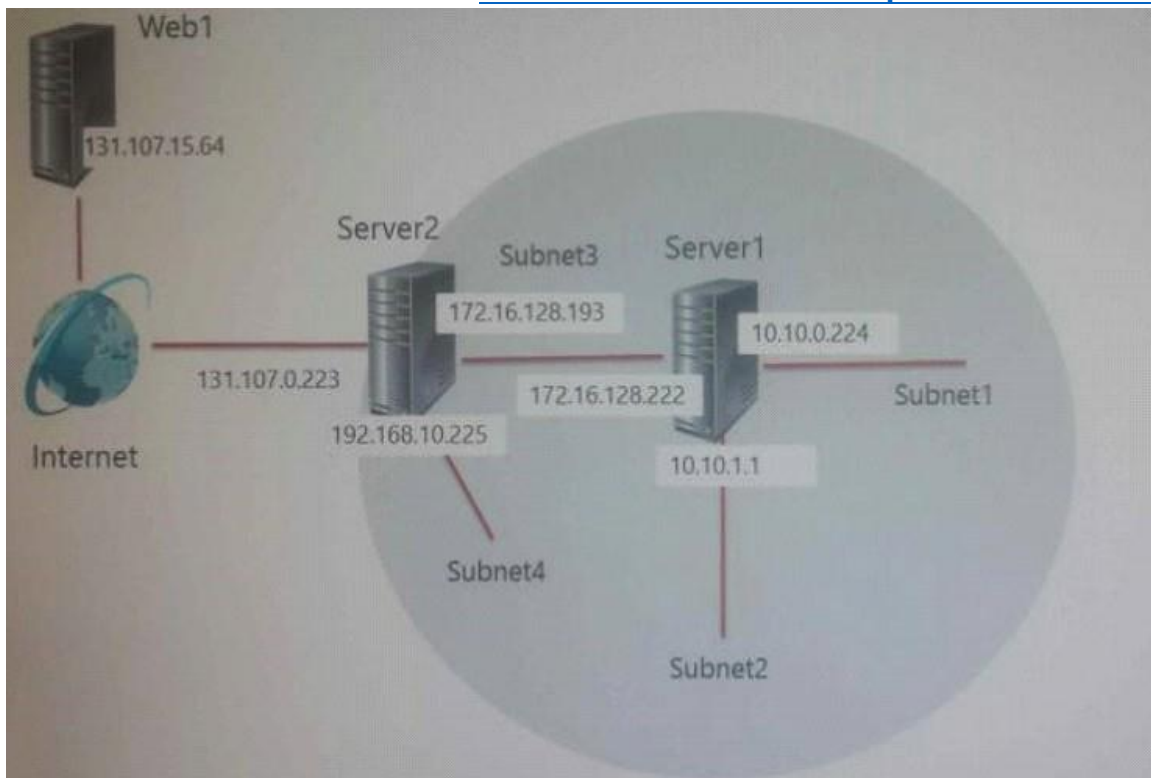 Web1
131.107.15.64
Server2
Subnet3
Server1
172.16.128.193
10.10.0.224
131.107.0.223
172.16.128.222
Subnet1
192.168.10.225
Internet
10.10.1.1
Subnet4
Subnet2